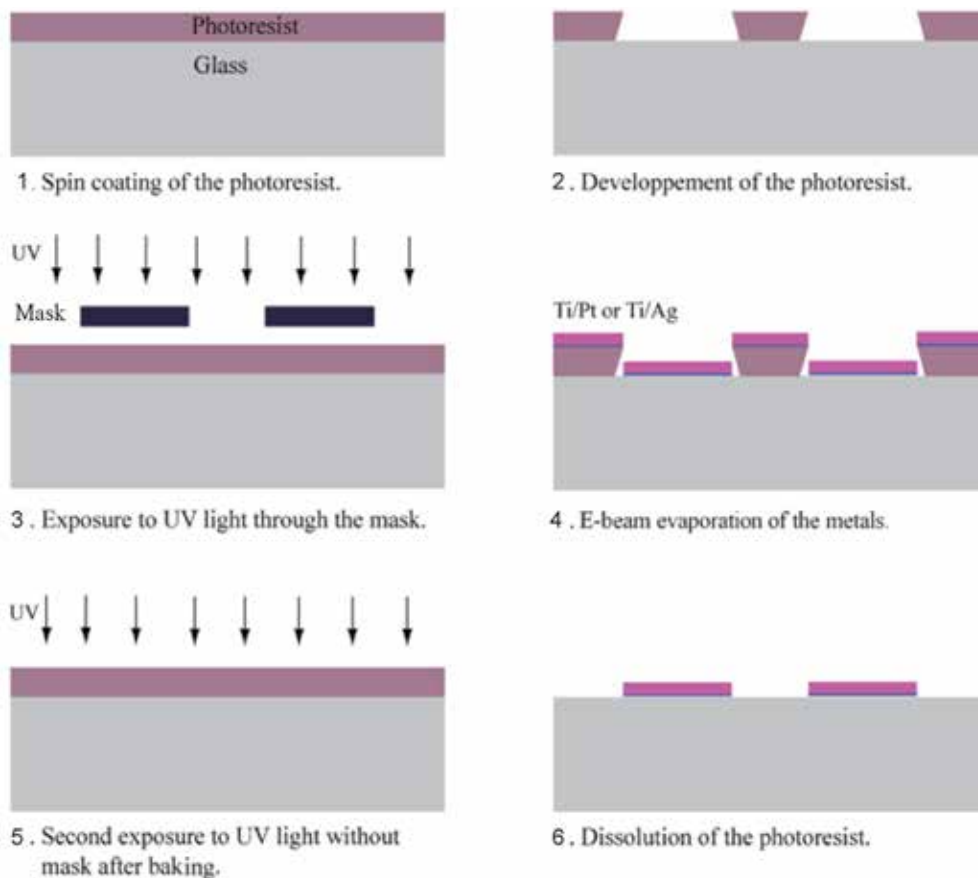 Photoresist
Glass
1. Spin coating of the photoresist.
2. Developpement of the photoresist.
UV
Mask
3. Exposure to UV light through the mask.
Ti/Pt or Ti/Ag
4. E-beam evaporation of the metals.
UV
5. Second exposure to UV light without
mask after baking.
6. Dissolution of the photoresist.